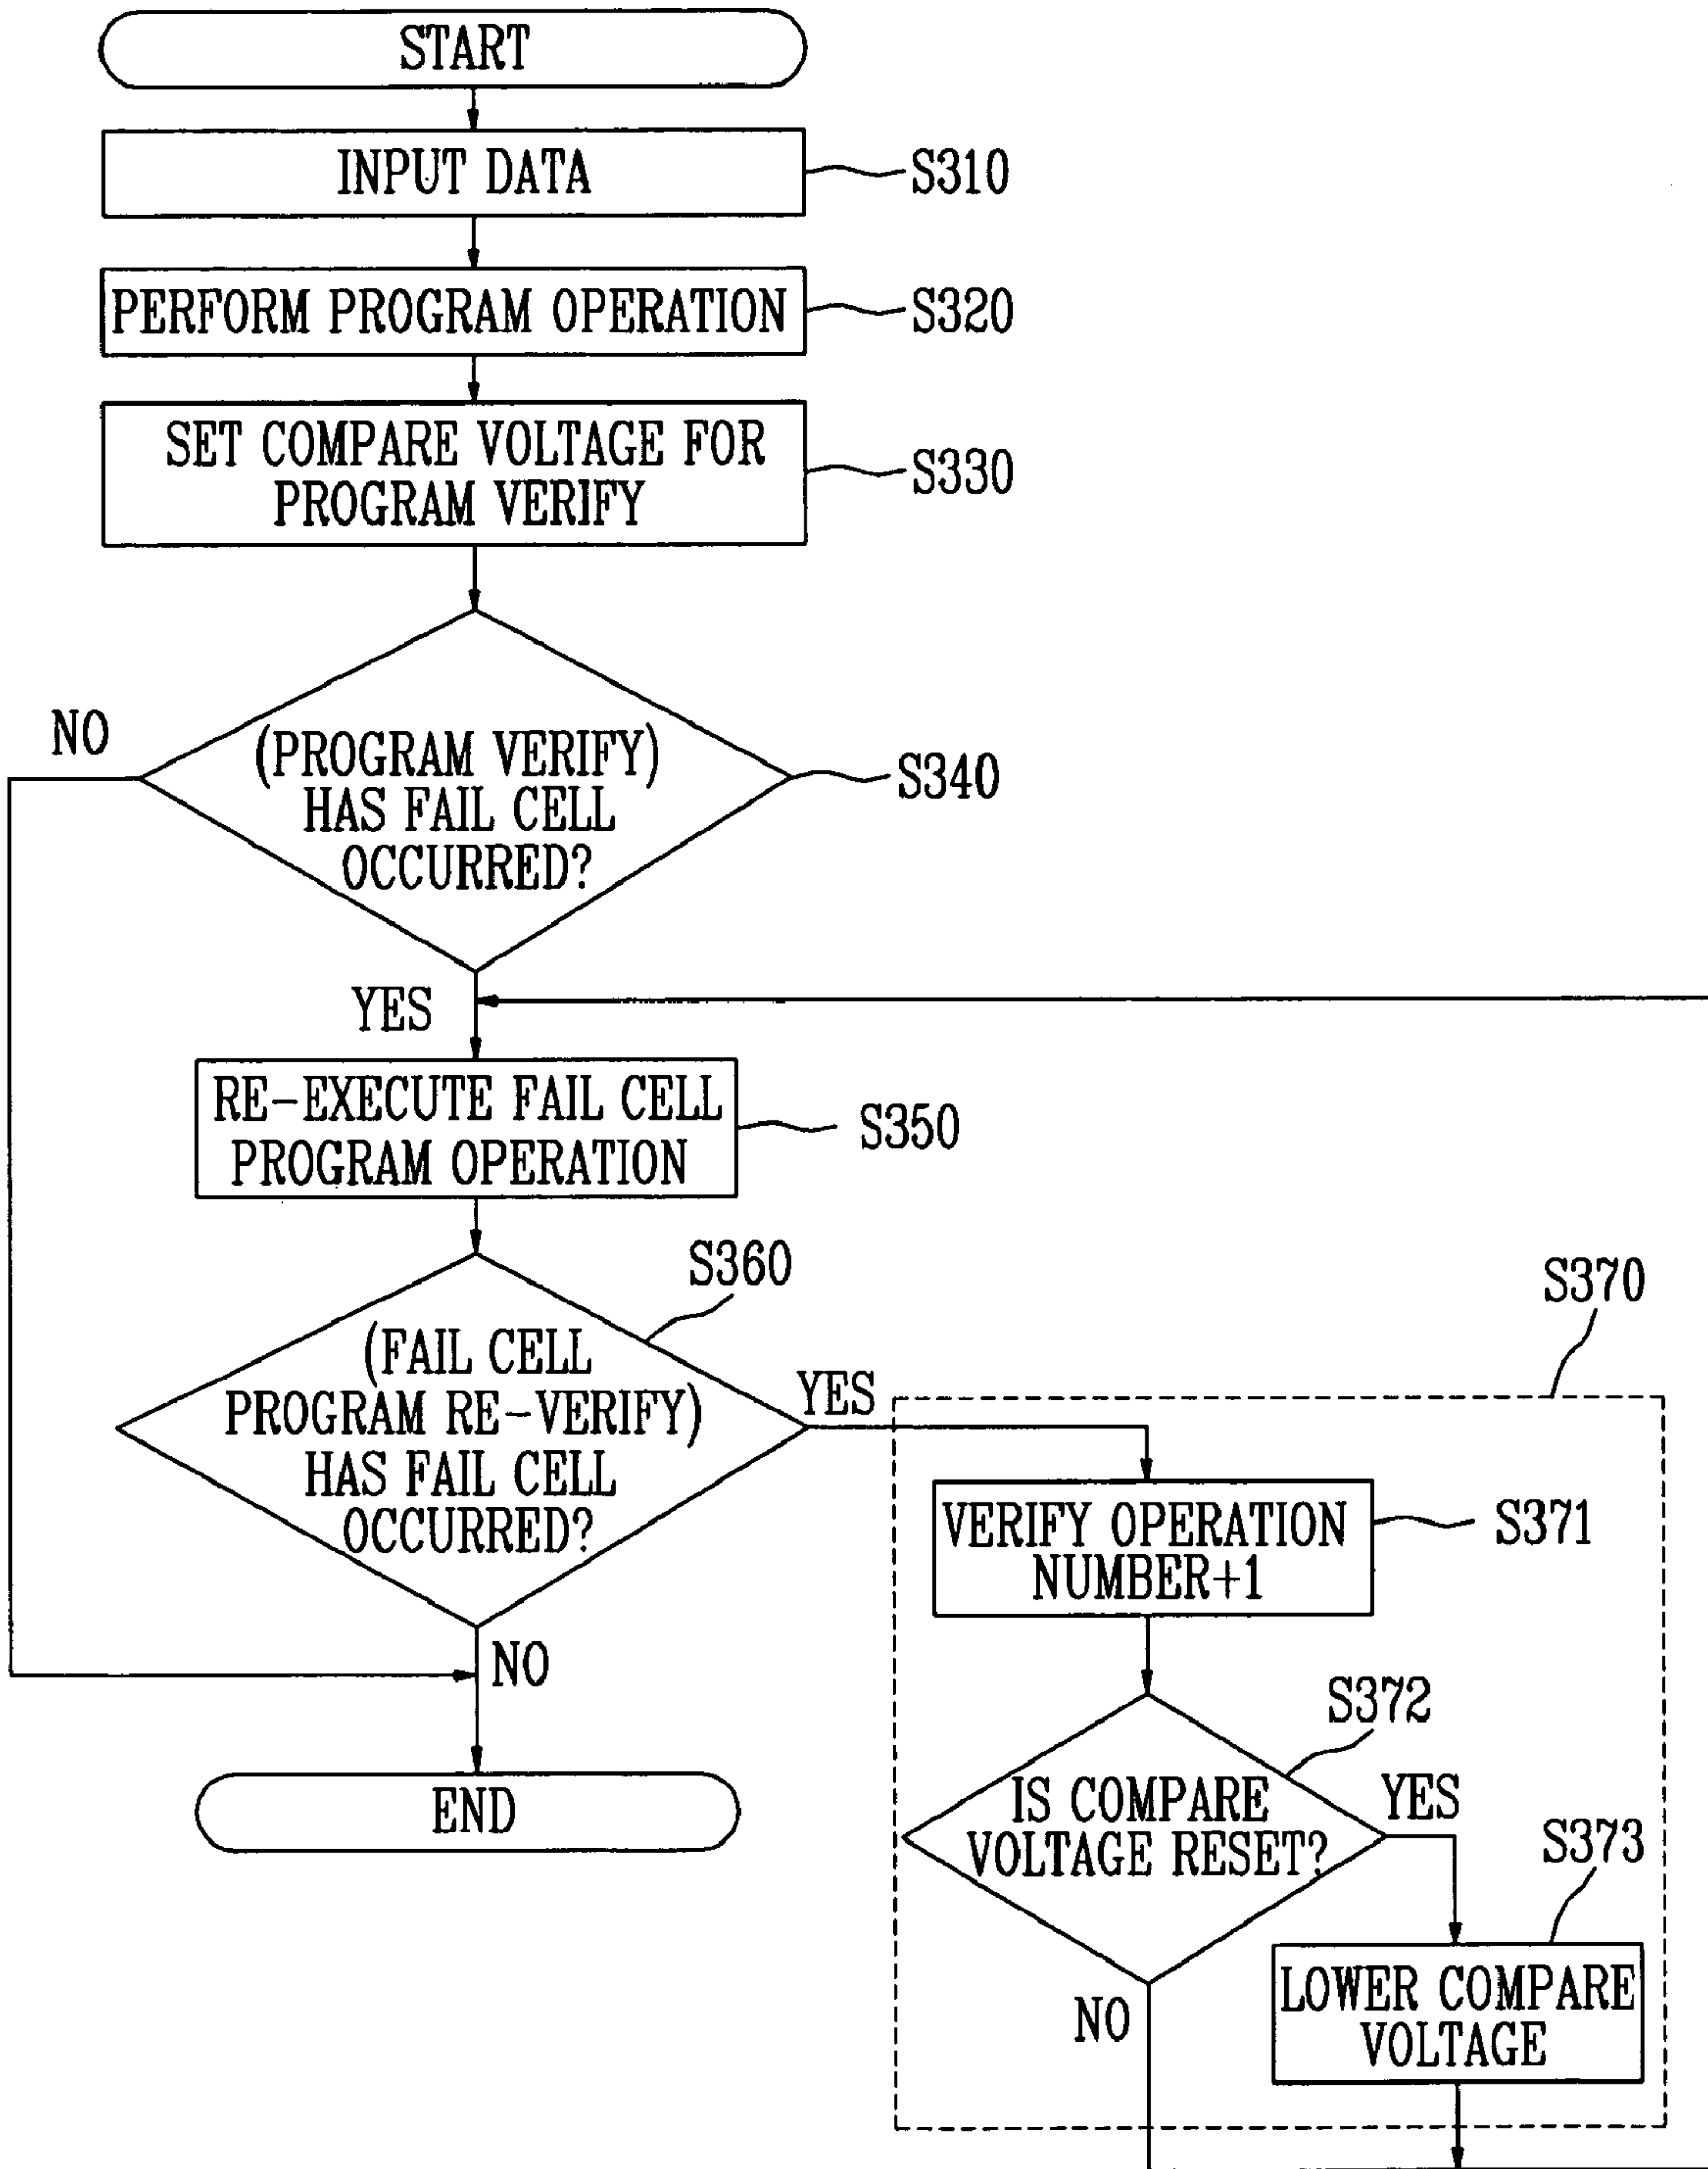 START
INPUT DATA
S310
PERFORM PROGRAM OPERATION
S320
SET COMPARE VOLTAGE FOR
PROGRAM VERIFY
S330
NO
(PROGRAM VERIFY)
HAS FAIL CELL
OCCURRED?
S340
YES
RE-EXECUTE FAIL CELL
PROGRAM OPERATION
S350
S360
(FAIL CELL
PROGRAM RE-VERIFY)
HAS FAIL CELL
OCCURRED?
YES
NO
END
S370
VERIFY OPERATION
NUMBER+1
S371
S372
IS COMPARE
VOLTAGE RESET?
YES
NO
S373
LOWER COMPARE
VOLTAGE